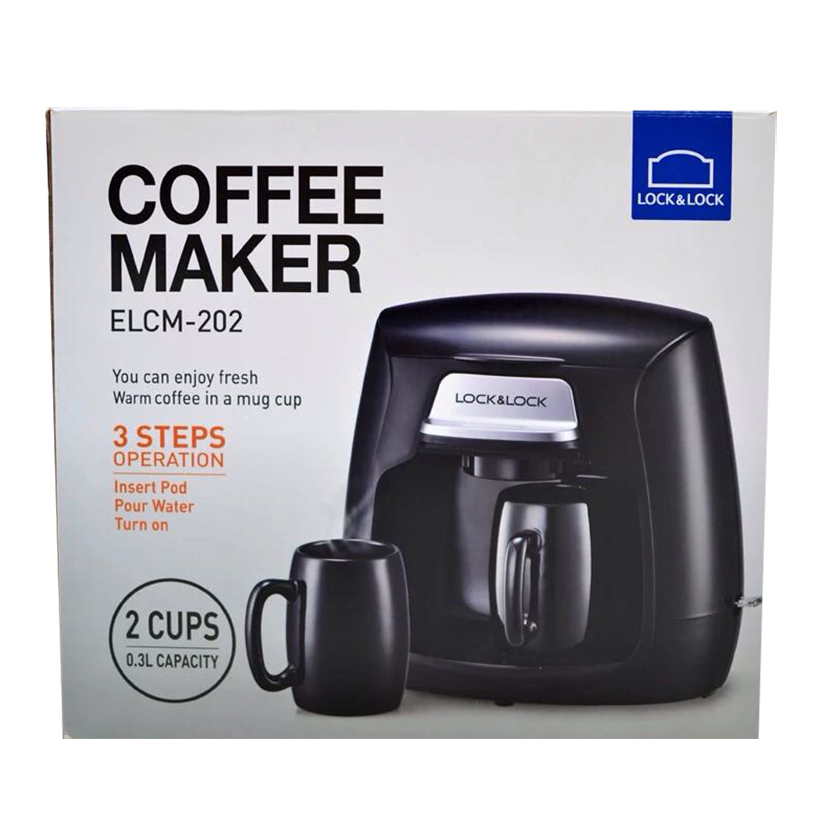 COFFEE
MAKER
ELCM-202
You can enjoy fresh
Warm coffee in a mug cup
3 STEPS
OPERATION
Insert Pod
Pour Water
Turn on
2 CUPS
0.3L CAPACITY
LOCK&LOCK
LOCK&LOCK